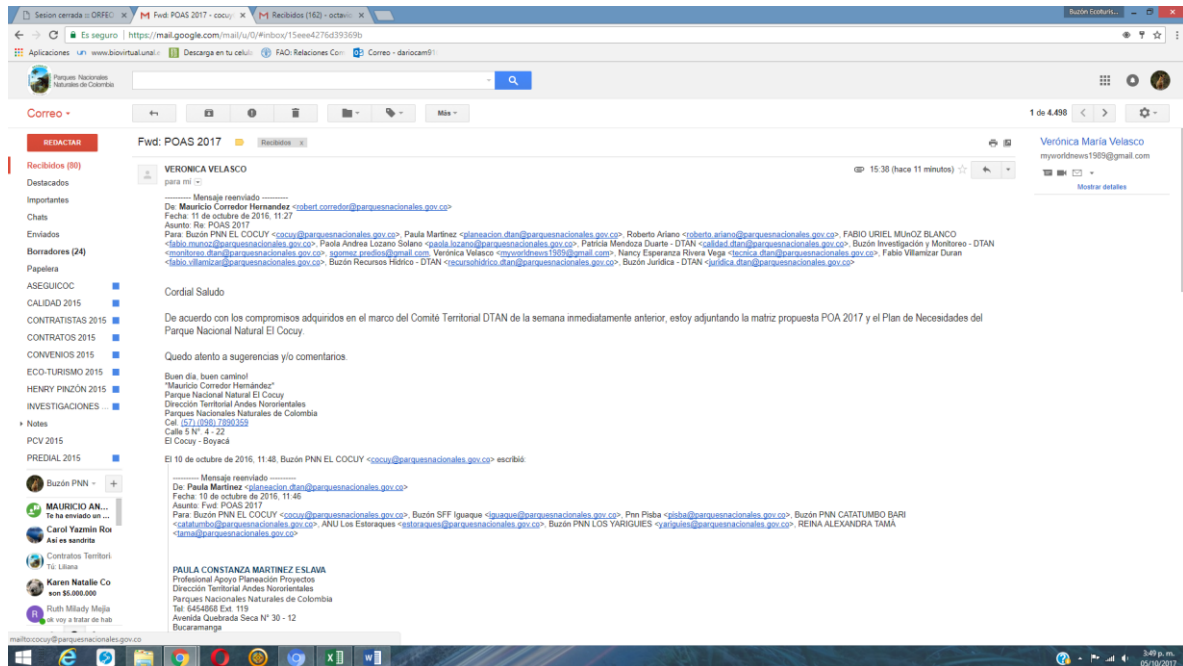 Sesion cerrada :: ORFEO
Fwd: POAS 2017 - cocuy
Recibidos (162) - octavio
Buzón Ecoturis...
Es seguro
https://mail.google.com/mail/u/0/#inbox/15eee4276d39369b
Aplicaciones
www.biovirtual.unal.c
Descarga en tu celul
FAO: Relaciones Com
Correo - dariocam91
Parques Nacionales
Naturales de Colombia
Correo
Más
1 de 4.498
REDACTAR
Fwd: POAS 2017
Recibidos x
Verónica María Velasco
myworldnews1989@gmail.com
Mostrar detalles
Recibidos (80)
Destacados
Importantes
Chats
Enviados
Borradores (24)
Papelera
ASEGUICOC
CALIDAD 2015
CONTRATISTAS 2015
CONTRATOS 2015
CONVENIOS 2015
ECO-TURISMO 2015
HENRY PINZÓN 2015
INVESTIGACIONES ...
Notes
PCV 2015
PREDIAL 2015
Buzón PNN
MAURICIO AN...
Te ha enviado un ...
Carol Yazmin Ror
Así es sandrita
Contratos Territori
Tú: Liliana
Karen Natalie Co
son $5.000.000
Ruth Milady Mejia
ok voy a tratar de hab
VERONICA VELASCO
15:38 (hace 11 minutos)
para mí
---------- Mensaje reenviado ----------
De: Mauricio Corredor Hernandez <robert.corredor@parquesnacionales.gov.co>
Fecha: 11 de octubre de 2016, 11:27
Asunto: Re: POAS 2017
Para: Buzón PNN EL COCUY <cocuy@parquesnacionales.gov.co>, Paula Martinez <planeacion.dtan@parquesnacionales.gov.co>, Roberto Ariano <roberto.ariano@parquesnacionales.gov.co>, FABIO URIEL MUnOZ BLANCO
<fabio.munoz@parquesnacionales.gov.co>, Paola Andrea Lozano Solano <paola.lozano@parquesnacionales.gov.co>, Patricia Mendoza Duarte - DTAN <calidad.dtan@parquesnacionales.gov.co>, Buzón Investigación y Monitoreo - DTAN
<monitoreo.dtan@parquesnacionales.gov.co>, sgomez.predios@gmail.com, Verónica Velasco <myworldnews1989@gmail.com>, Nancy Esperanza Rivera Vega <tecnica.dtan@parquesnacionales.gov.co>, Fabio Villamizar Duran
<fabio.villamizar@parquesnacionales.gov.co>, Buzón Recursos Hídrico - DTAN <recursohidrico.dtan@parquesnacionales.gov.co>, Buzón Jurídica - DTAN <juridica.dtan@parquesnacionales.gov.co>
Cordial Saludo
De acuerdo con los compromisos adquiridos en el marco del Comité Territorial DTAN de la semana inmediatamente anterior, estoy adjuntando la matriz propuesta POA 2017 y el Plan de Necesidades del
Parque Nacional Natural El Cocuy.
Quedo atento a sugerencias y/o comentarios.
Buen día, buen camino!
"Mauricio Corredor Hernández"
Parque Nacional Natural El Cocuy
Dirección Territorial Andes Nororientales
Parques Nacionales Naturales de Colombia
Cel. (57) (098) 7890359
Calle 5 N°. 4 - 22
El Cocuy - Boyacá
El 10 de octubre de 2016, 11:48, Buzón PNN EL COCUY <cocuy@parquesnacionales.gov.co> escribió:
---------- Mensaje reenviado ----------
De: Paula Martinez <planeacion.dtan@parquesnacionales.gov.co>
Fecha: 10 de octubre de 2016, 11:46
Asunto: Fwd: POAS 2017
Para: Buzón PNN EL COCUY <cocuy@parquesnacionales.gov.co>, Buzón SFF Iguaque <iguaque@parquesnacionales.gov.co>, Pnn Pisba <pisba@parquesnacionales.gov.co>, Buzón PNN CATATUMBO BARI
<catatumbo@parquesnacionales.gov.co>, ANU Los Estoraques <estoraques@parquesnacionales.gov.co>, Buzón PNN LOS YARIGUIES <yariguies@parquesnacionales.gov.co>, REINA ALEXANDRA TAMÁ
<tama@parquesnacionales.gov.co>
PAULA CONSTANZA MARTINEZ ESLAVA
Profesional Apoyo Planeación Proyectos
Dirección Territorial Andes Nororientales
Parques Nacionales Naturales de Colombia
Tel: 6454868 Ext. 119
Avenida Quebrada Seca N° 30 - 12
Bucaramanga
mailto:cocuy@parquesnacionales.gov.co
3:49 p. m.
05/10/2017